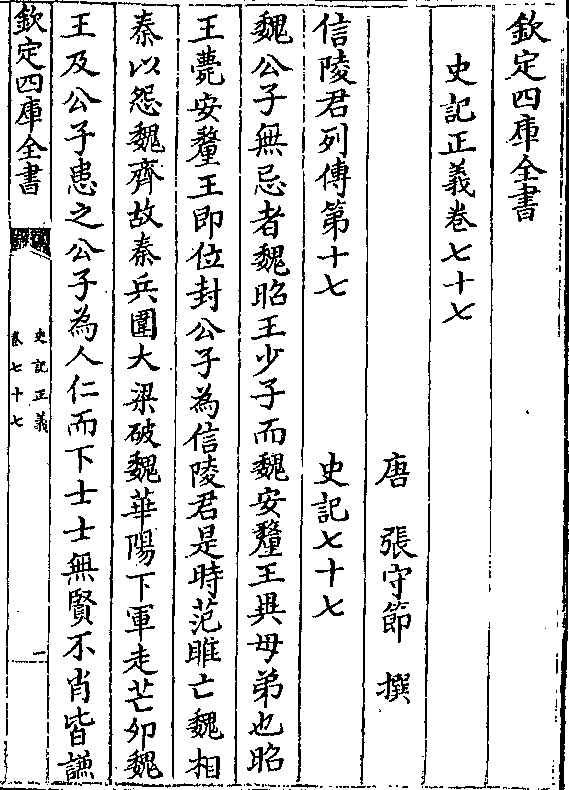 欽定四庫全書
史記正義卷七十七
唐　張守節　撰
信陵君列傳第十七　史記七十七
魏公子無忌者魏昭王少子而魏安釐王異母弟也昭
王薨安釐王即位封公子為信陵君是時范睢亡魏相
秦以怨魏齊故秦兵圍大梁破魏華陽下軍走芒卯魏
王及公子患之公子為人仁而下士士無賢不肖皆謙
欽定四庫全書
史記正義
卷七十七
一